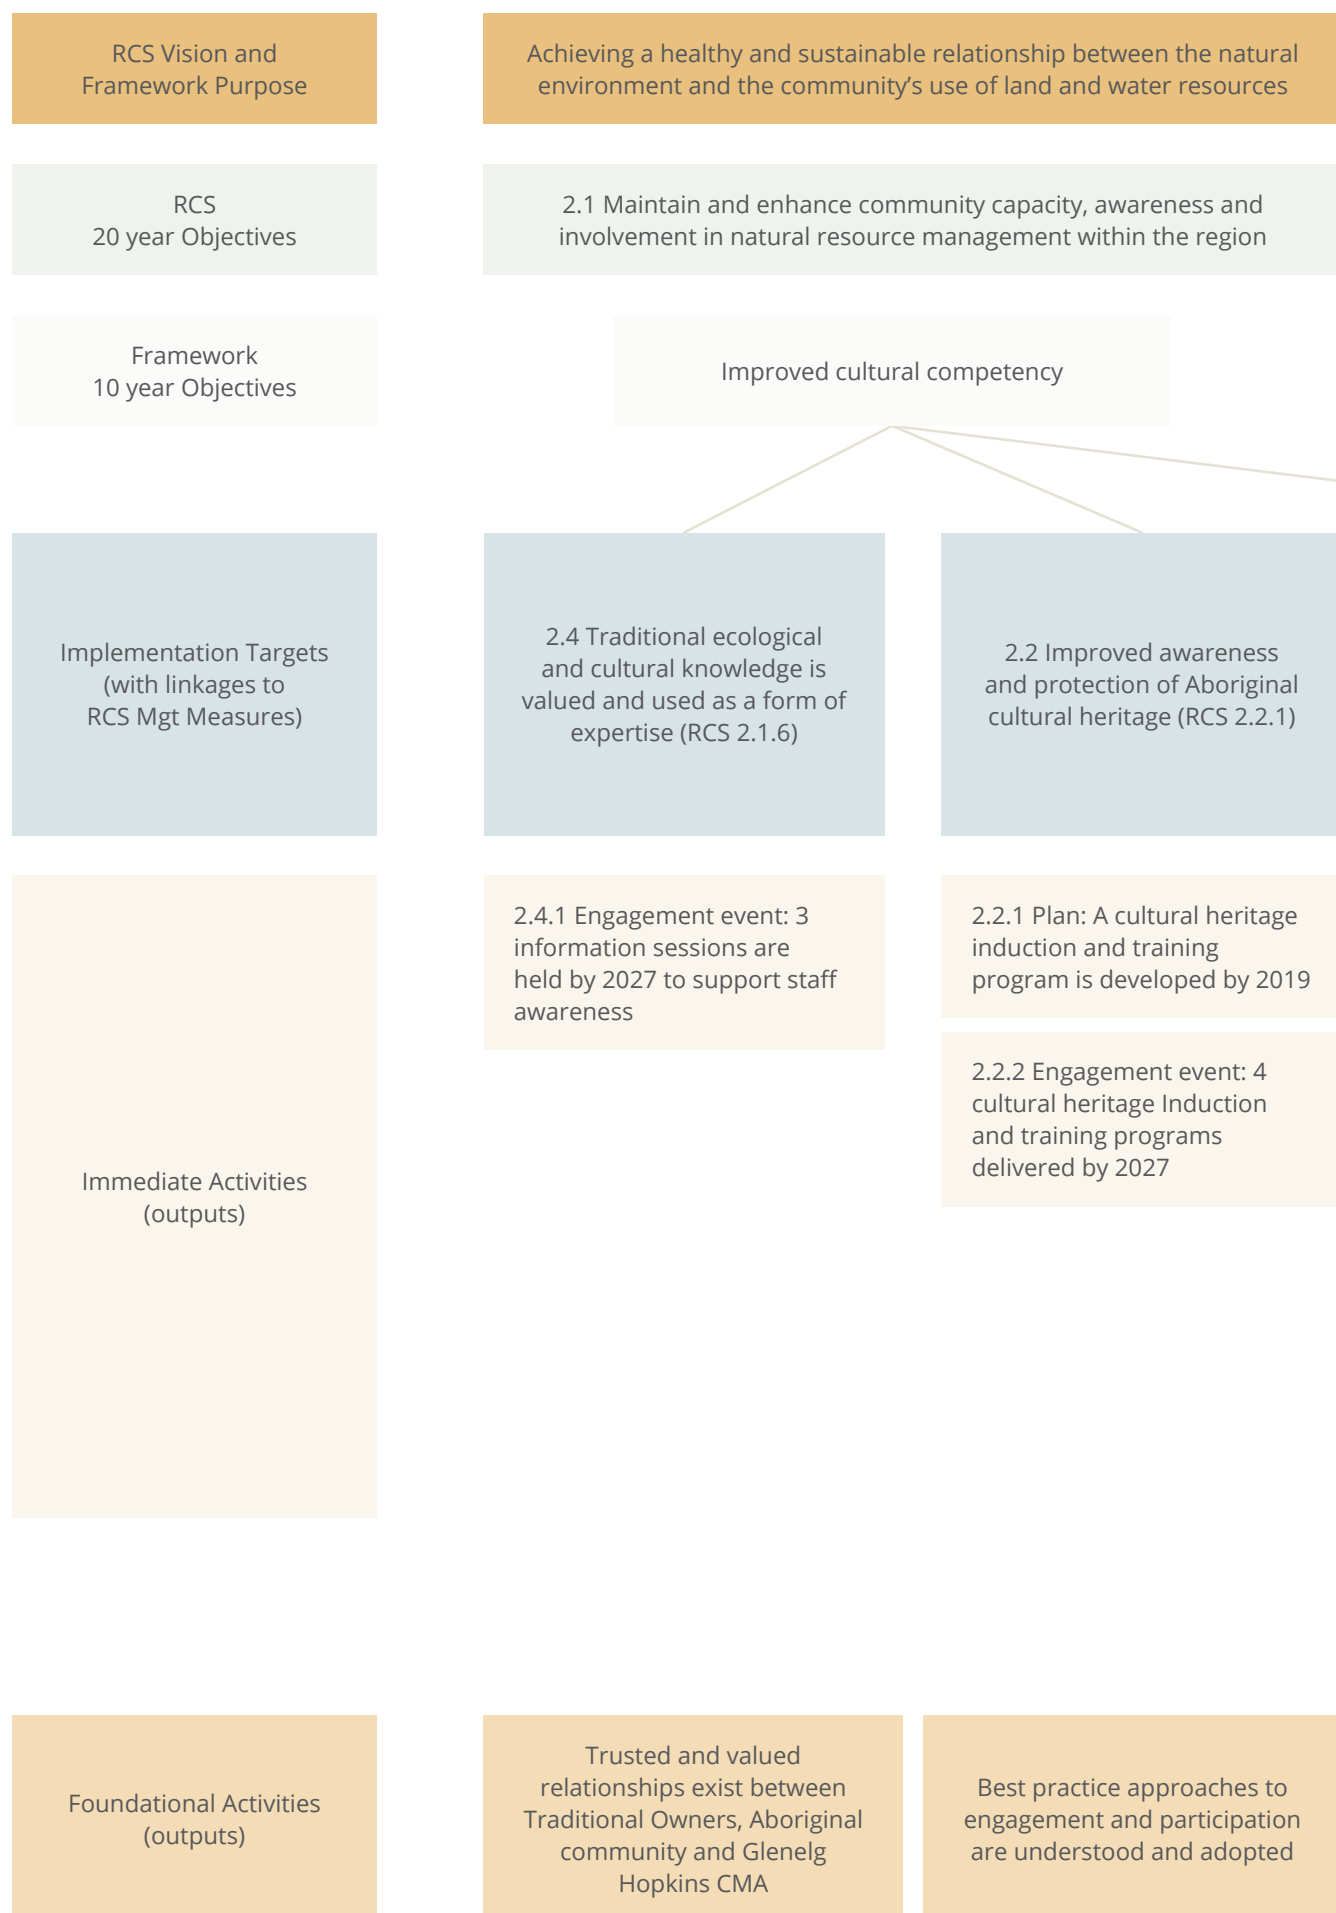 RCS Vision and
Framework Purpose
Achieving a healthy and sustainable relationship between the natural
environment and the community’s use of land and water resources
RCS
20 year Objectives
2.1 Maintain and enhance community capacity, awareness and
involvement in natural resource management within the region
Framework
10 year Objectives
Improved cultural competency
Implementation Targets
(with linkages to
RCS Mgt Measures)
2.4 Traditional ecological
and cultural knowledge is
valued and used as a form of
expertise (RCS 2.1.6)
2.2 Improved awareness
and protection of Aboriginal
cultural heritage (RCS 2.2.1)
Immediate Activities
(outputs)
2.4.1 Engagement event: 3
information sessions are
held by 2027 to support staff
awareness
2.2.1 Plan: A cultural heritage
induction and training
program is developed by 2019
2.2.2 Engagement event: 4
cultural heritage Induction
and training programs
delivered by 2027
Foundational Activities
(outputs)
Trusted and valued
relationships exist between
Traditional Owners, Aboriginal
community and Glenelg
Hopkins CMA
Best practice approaches to
engagement and participation
are understood and adopted